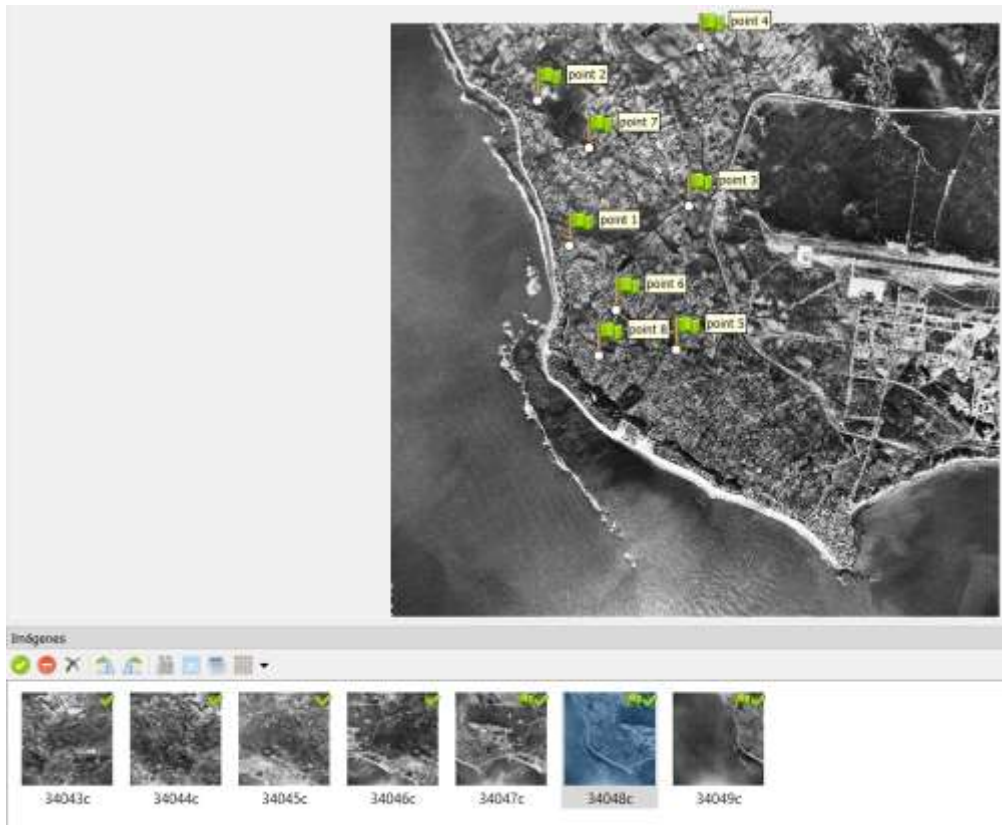 point 4
point 2
point 7
point 3
point 1
point 6
point 8
point 5
Imágenes
34043c
34044c
34045c
34046c
34047c
34048c
34049c